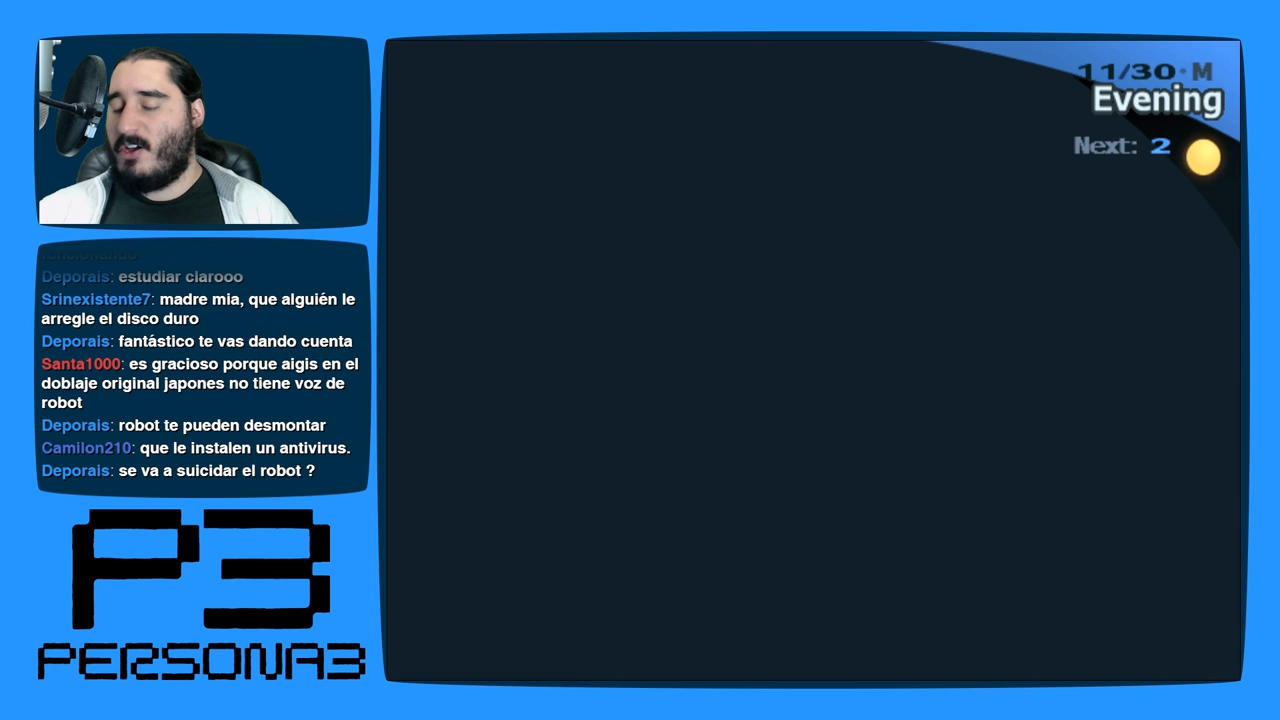 11/30·M
Evening
Next: 2
funcionando
Deporais: estudiar clarooo
Srinexistente7: madre mia, que alguién le
arregle el disco duro
Deporais: fantástico te vas dando cuenta
Santa1000: es gracioso porque aigis en el
doblaje original japones no tiene voz de
robot
Deporais: robot te pueden desmontar
Camilon210: que le instalen un antivirus.
Deporais: se va a suicidar el robot ?
P3
PERSONA3